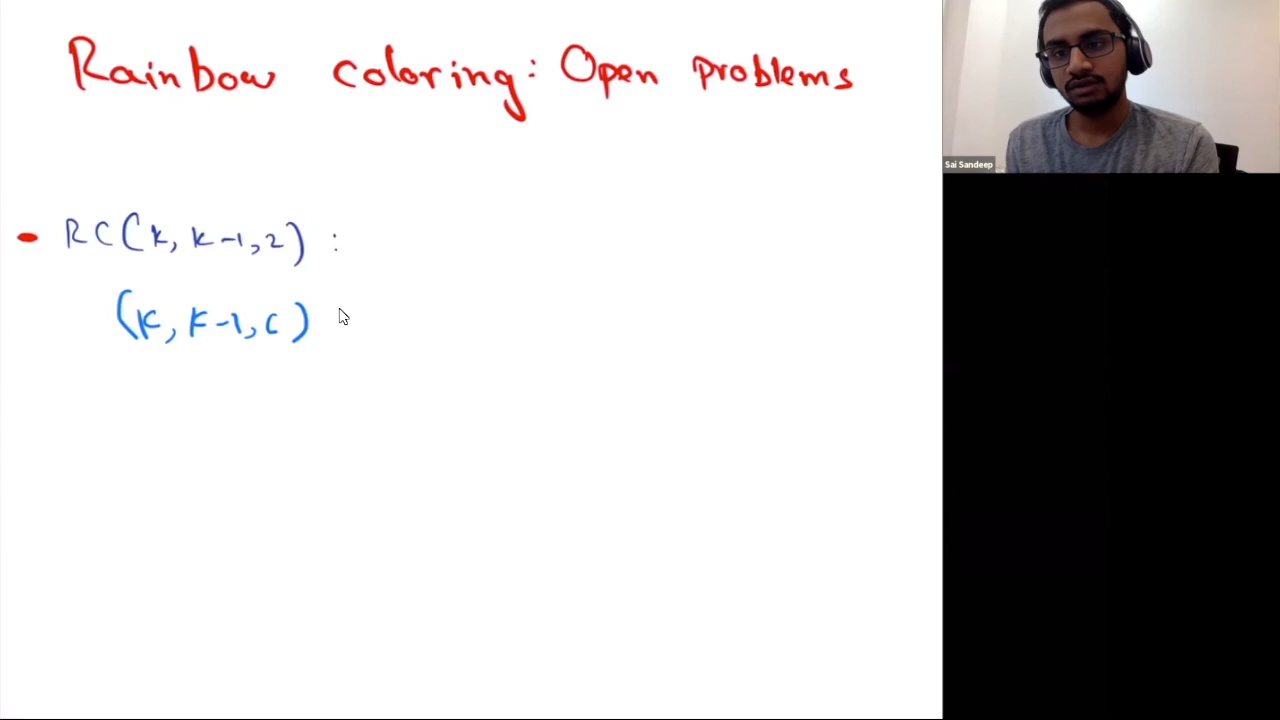 Rainbow coloring: Open problems
Sai Sandeep
- RC(K, K-1, 2) :
(K, K-1, C)